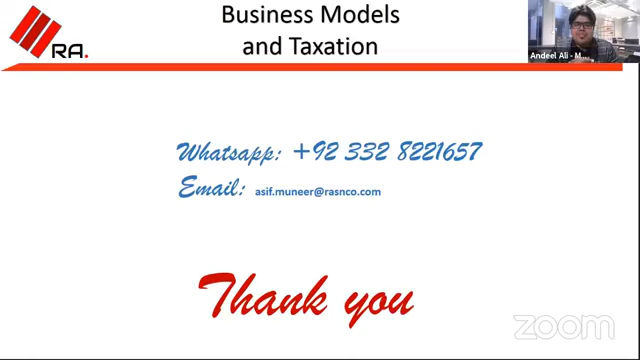 RA.
Business Models
and Taxation
Andeel Ali - M...
Whatsapp: +92 332 8221657
Email: asif.muneer@rasnco.com
Thank you
zoom